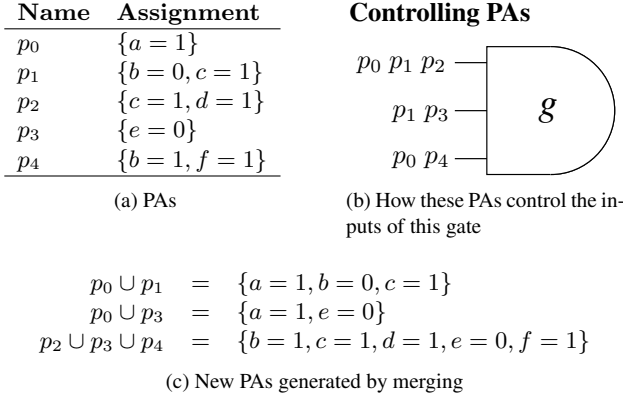 Name Assignment
p0 {a = 1}
p1 {b = 0, c = 1}
p2 {c = 1, d = 1}
p3 {e = 0}
p4 {b = 1, f = 1}
(a) PAs
Controlling PAs
p0 p1 p2
p1 p3
p0 p4
g
(b) How these PAs control the in-
puts of this gate
p0 ∪ p1 = {a = 1, b = 0, c = 1}
p0 ∪ p3 = {a = 1, e = 0}
p2 ∪ p3 ∪ p4 = {b = 1, c = 1, d = 1, e = 0, f = 1}
(c) New PAs generated by merging